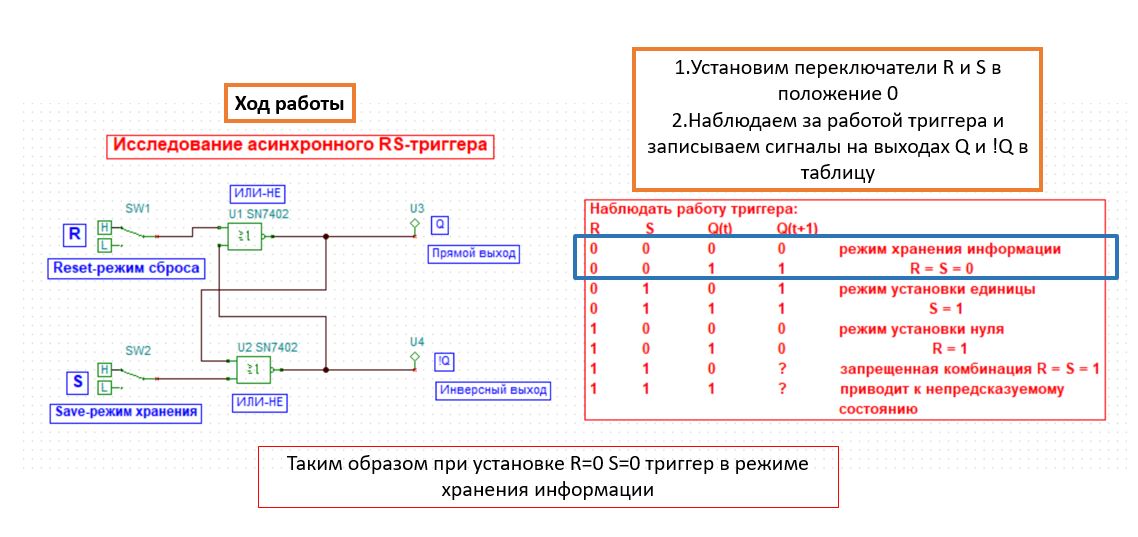 1.Установим переключатели R и S в
положение 0
2.Наблюдаем за работой триггера и
записываем сигналы на выходах Q и !Q в
таблицу
Ход работы
Исследование асинхронного RS-триггера
ИЛИ-НЕ
SW1
U1 SN7402
U3
R
H
L
≥1
Q
Прямой выход
Reset-режим сброса
SW2
U2 SN7402
U4
S
H
L
≥1
!Q
Инверсный выход
ИЛИ-НЕ
Save-режим хранения
Наблюдать работу триггера:
R S Q(t) Q(t+1)
0 0 0 0 режим хранения информации
0 0 1 1 R = S = 0
0 1 0 1 режим установки единицы
0 1 1 1 S = 1
1 0 0 0 режим установки нуля
1 0 1 0 R = 1
1 1 0 ? запрещенная комбинация R = S = 1
1 1 1 ? приводит к непредсказуемому
состоянию
Таким образом при установке R=0 S=0 триггер в режиме
хранения информации